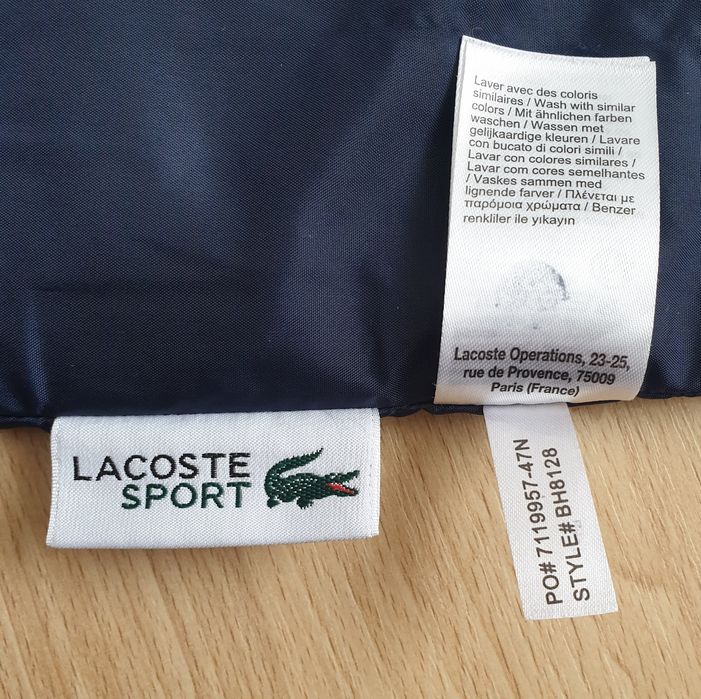 Laver avec des coloris
similaires / Wash with similar
colors / Mit ähnlichen farben
waschen / Wassen met
gelijkaardige kleuren / Lavare
con bucato di colori simili /
Lavar con colores similares /
Lavar com cores semelhantes
/ Vaskes sammen med
lignende farver / Πλένεται με
παρόμοια χρώματα / Benzer
renkliler ile yıkayın
Lacoste Operations, 23-25,
rue de Provence, 75009
Paris (France)
LACOSTE
SPORT
PO# 7119957-47N
STYLE# BH8128